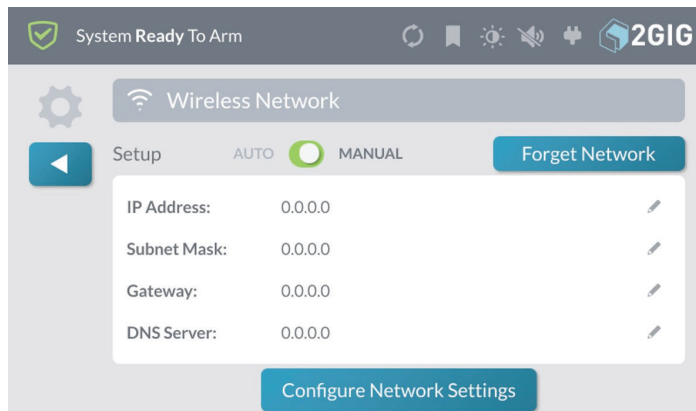 System Ready To Arm
2GIG
Wireless Network
Setup AUTO MANUAL Forget Network
IP Address: 0.0.0.0
Subnet Mask: 0.0.0.0
Gateway: 0.0.0.0
DNS Server: 0.0.0.0
Configure Network Settings